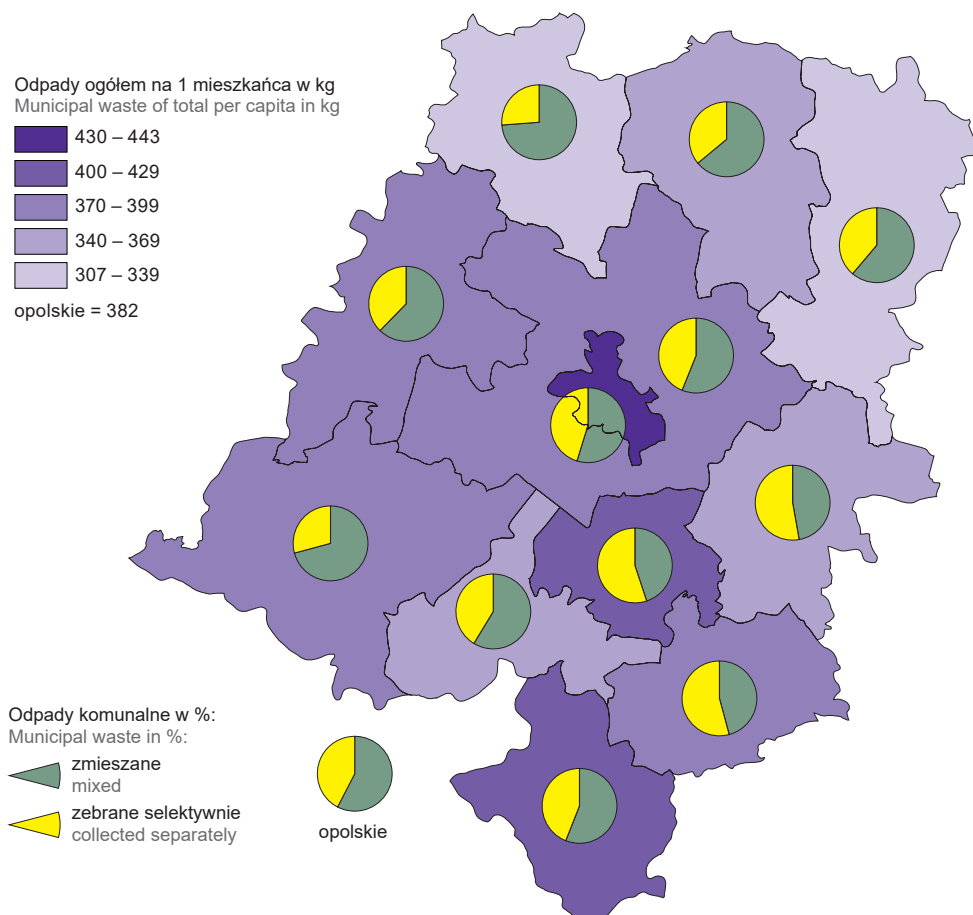 Odpady ogółem na 1 mieszkańca w kg
Municipal waste of total per capita in kg
430 – 443
400 – 429
370 – 399
340 – 369
307 – 339
opolskie = 382
Odpady komunalne w %:
Municipal waste in %:
zmieszane
mixed
zebrane selektywnie
collected separately
opolskie